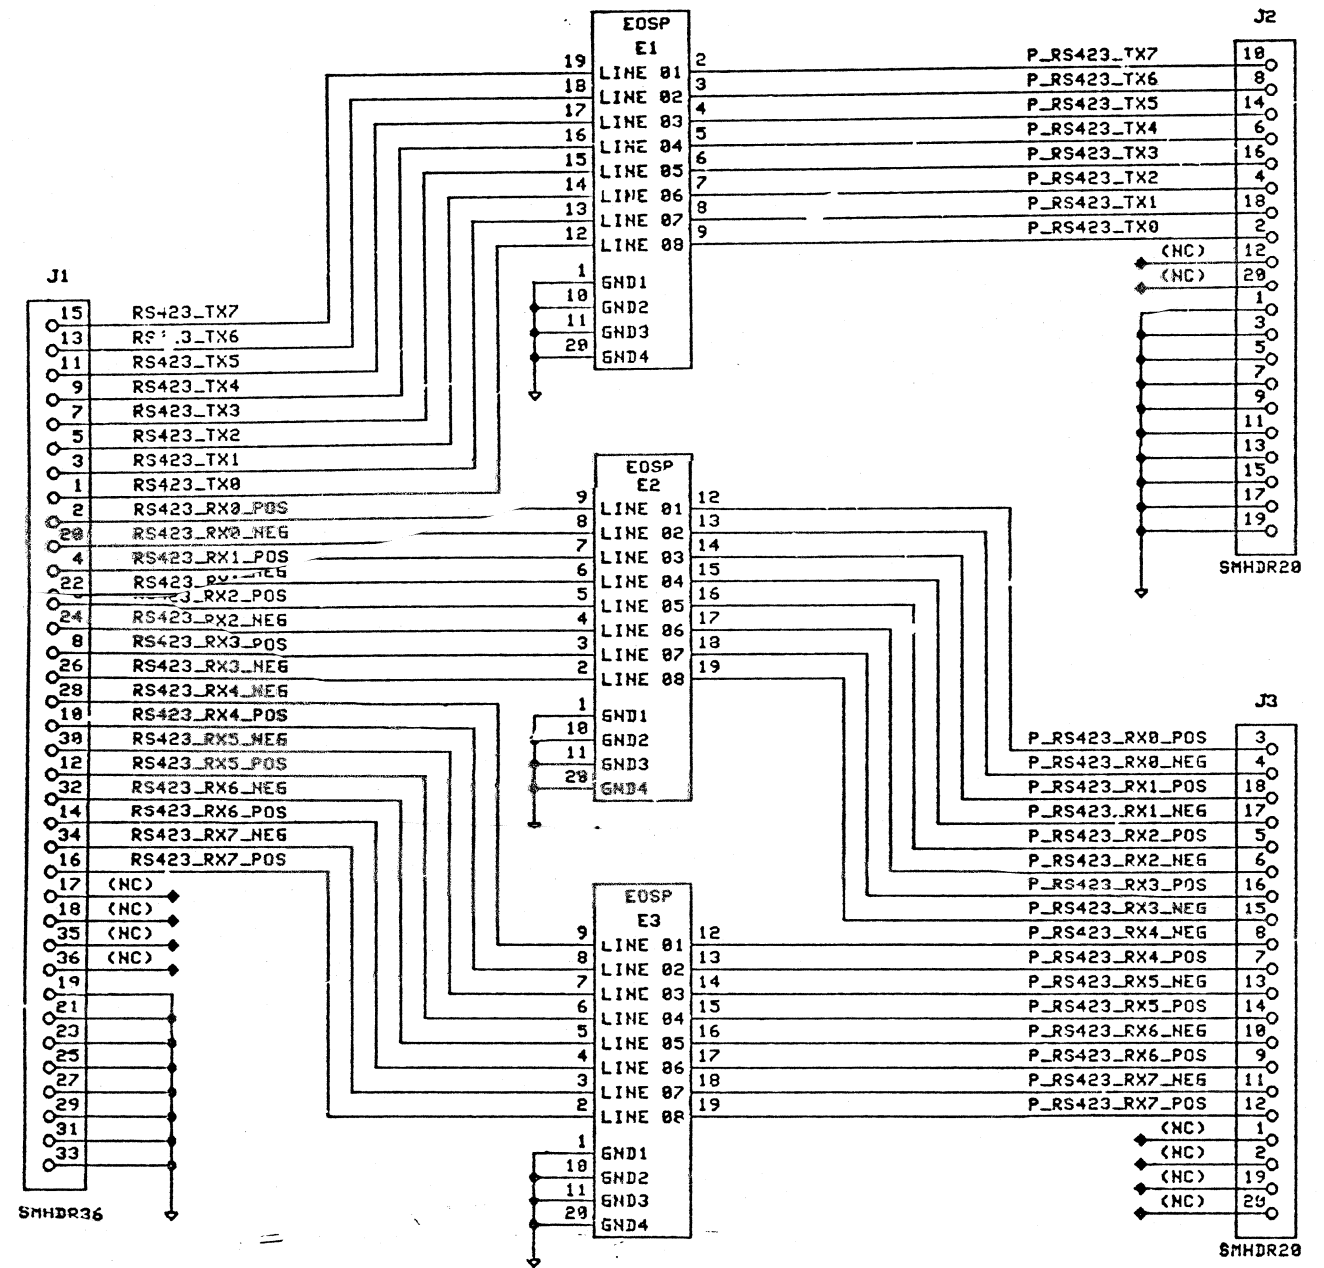 J1
15 RS423_TX7
13
11 RS423_TX5
9 RS423_TX4
7 RS423_TX3
5 RS423_TX2
3 RS423_TX1
1 RS423_TX0
2 RS423_RX0_POS
20 RS423_RX0_NEG
4 RS423_RX1_POS
22
RS423_RX2_POS
24 RS423_RX2_NEG
8 RS423_RX3_POS
26 RS423_RX3_NEG
28 RS423_RX4_NEG
10 RS423_RX4_POS
30 RS423_RX5_NEG
12 RS423_RX5_POS
32 RS423_RX6_NEG
14 RS423_RX6_POS
34 RS423_RX7_NEG
16 RS423_RX7_POS
17 (NC)
18 (NC)
35 (NC)
36 (NC)
19
21
23
25
27
29
31
33
SMHDR36
EOSP
E1
19 LINE 01 2
18 LINE 02 3
17 LINE 03 4
16 LINE 04 5
15 LINE 05 6
14 LINE 06 7
13 LINE 07 8
12 LINE 08 9
1 GND1
10 GND2
11 GND3
20 GND4
EOSP
E2
9 LINE 01 12
8 LINE 02 13
7 LINE 03 14
6 LINE 04 15
5 LINE 05 16
4 LINE 06 17
3 LINE 07 18
2 LINE 08 19
1 GND1
10 GND2
11 GND3
20 GND4
EOSP
E3
9 LINE 01 12
8 LINE 02 13
7 LINE 03 14
6 LINE 04 15
5 LINE 05 16
4 LINE 06 17
3 LINE 07 18
2 LINE 08 19
1 GND1
10 GND2
11 GND3
20 GND4
J2
P_RS423_TX7 10
P_RS423_TX6 8
P_RS423_TX5 14
P_RS423_TX4 6
P_RS423_TX3 16
P_RS423_TX2 4
P_RS423_TX1 18
P_RS423_TX0 2
(NC) 12
(NC) 20
1
3
5
7
9
11
13
15
17
19
SMHDR20
J3
P_RS423_RX0_POS 3
P_RS423_RX0_NEG 4
P_RS423_RX1_POS 18
P_RS423_RX1_NEG 17
P_RS423_RX2_POS 5
P_RS423_RX2_NEG 6
P_RS423_RX3_POS 16
P_RS423_RX3_NEG 15
P_RS423_RX4_NEG 8
P_RS423_RX4_POS 7
P_RS423_RX5_NEG 13
P_RS423_RX5_POS 14
P_RS423_RX6_NEG 10
P_RS423_RX6_POS 9
P_RS423_RX7_NEG 11
P_RS423_RX7_POS 12
(NC) 1
(NC) 2
(NC) 19
(NC) 20
SMHDR20